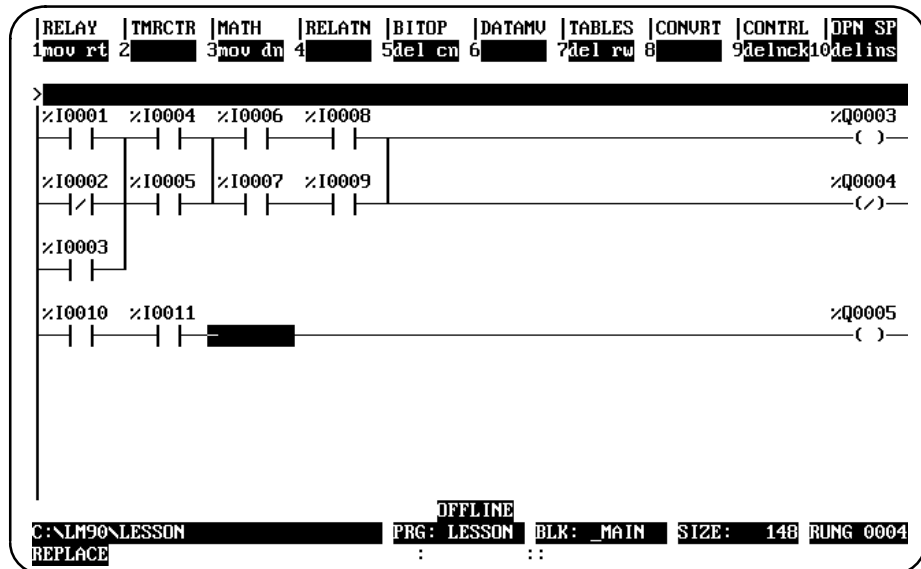 |RELAY |TMRCTR |MATH |RELATN |BITOP |DATAMV |TABLES |CONVRT |CONTRL |OPN SP
1mov rt 2 3mov dn 4 5del cn 6 7del rw 8 9delnck10delins
>
%I0001 %I0004 %I0006 %I0008 %Q0003
%I0002 %I0005 %I0007 %I0009 %Q0004
%I0003
%I0010 %I0011 %Q0005
OFFLINE
C:\LM90\LESSON PRG: LESSON BLK: _MAIN SIZE: 148 RUNG 0004
REPLACE : ::